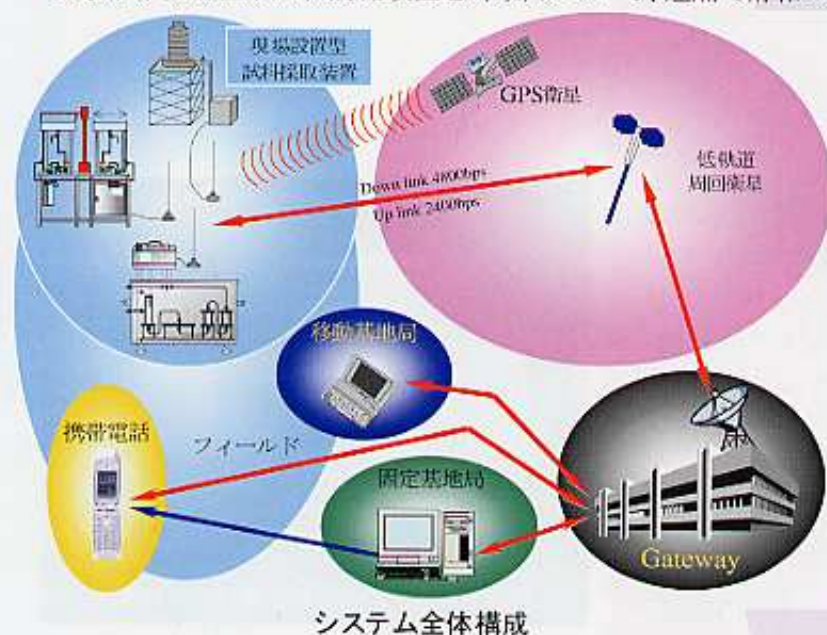 現場設置型
試料採取装置
GPS衛星
低軌道
周回衛星
Down link 4800bps
Up link 2400bps
移動基地局
携帯電話
フィールド
固定基地局
Gateway
システム全体構成